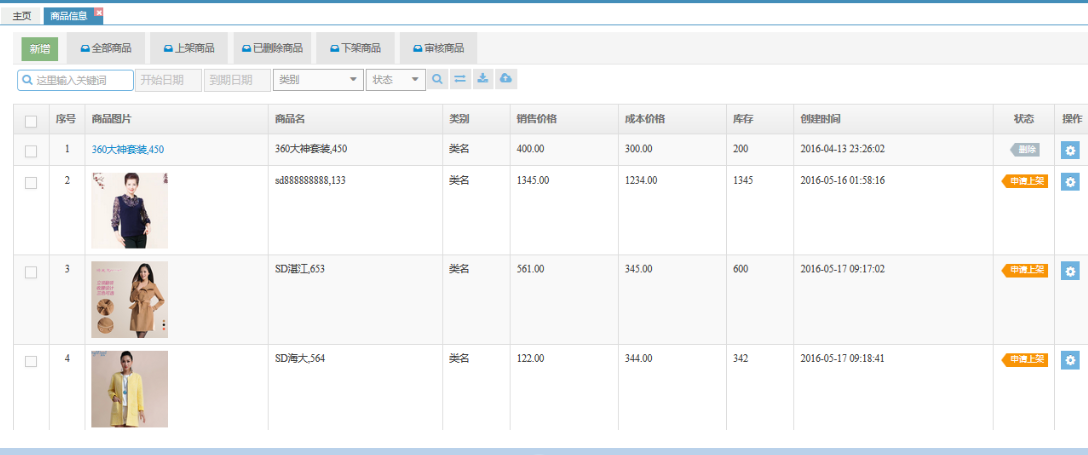 主页 商品信息
新增 全部商品 上架商品 已删除商品 下架商品 审核商品
这里输入关键词 开始日期 到期日期 类别 状态
序号 商品图片 商品名 类别 销售价格 成本价格 库存 创建时间 状态 操作
1 360大神套装,450 360大神套装,450 类名 400.00 300.00 200 2016-04-13 23:26:02 删除
2 sd888888888,133 类名 1345.00 1234.00 1345 2016-05-16 01:58:16 申请上架
3 SD湛江,653 类名 561.00 345.00 600 2016-05-17 09:17:02 申请上架
4 SD海大,564 类名 122.00 344.00 342 2016-05-17 09:18:41 申请上架